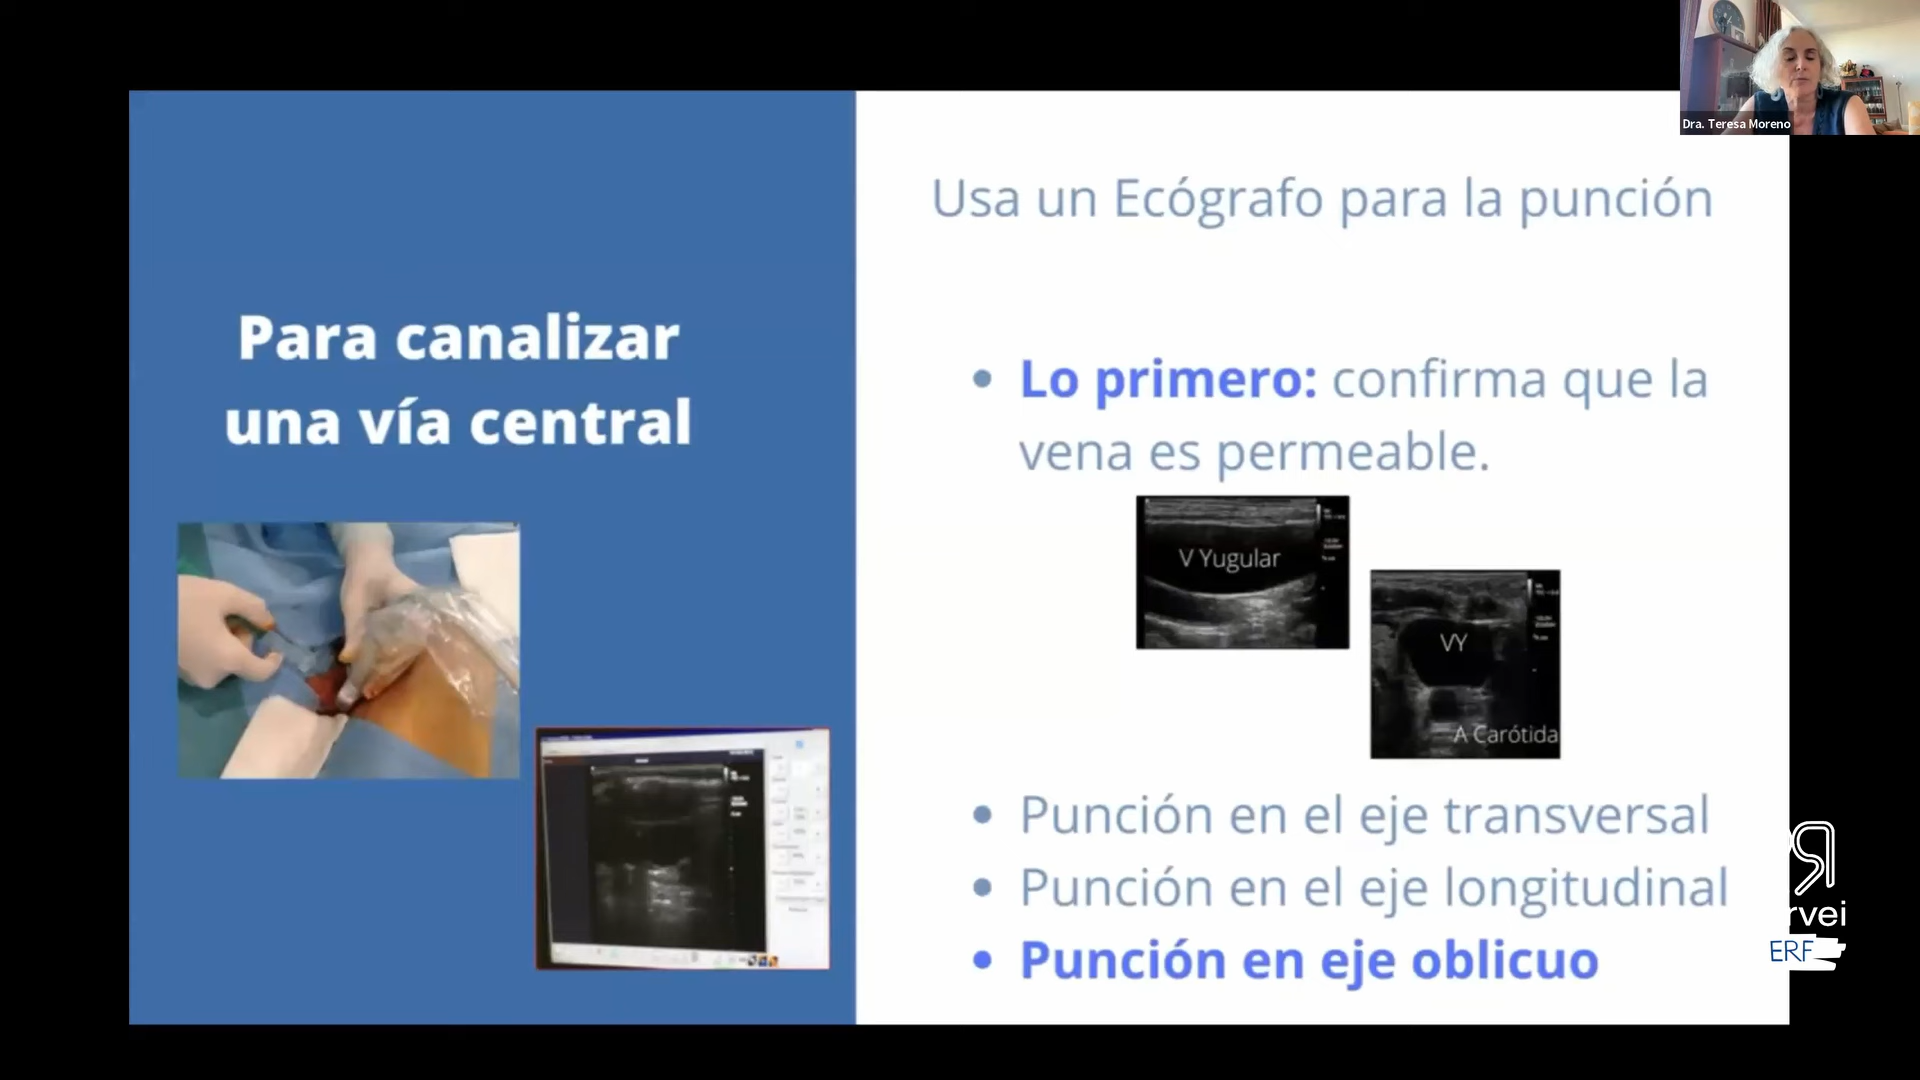 Dra. Teresa Moreno
Para canalizar
una vía central
Usa un Ecógrafo para la punción
• Lo primero: confirma que la
vena es permeable.
V Yugular
VY
A Carótida
• Punción en el eje transversal
• Punción en el eje longitudinal
• Punción en eje oblicuo
rvei
ERF